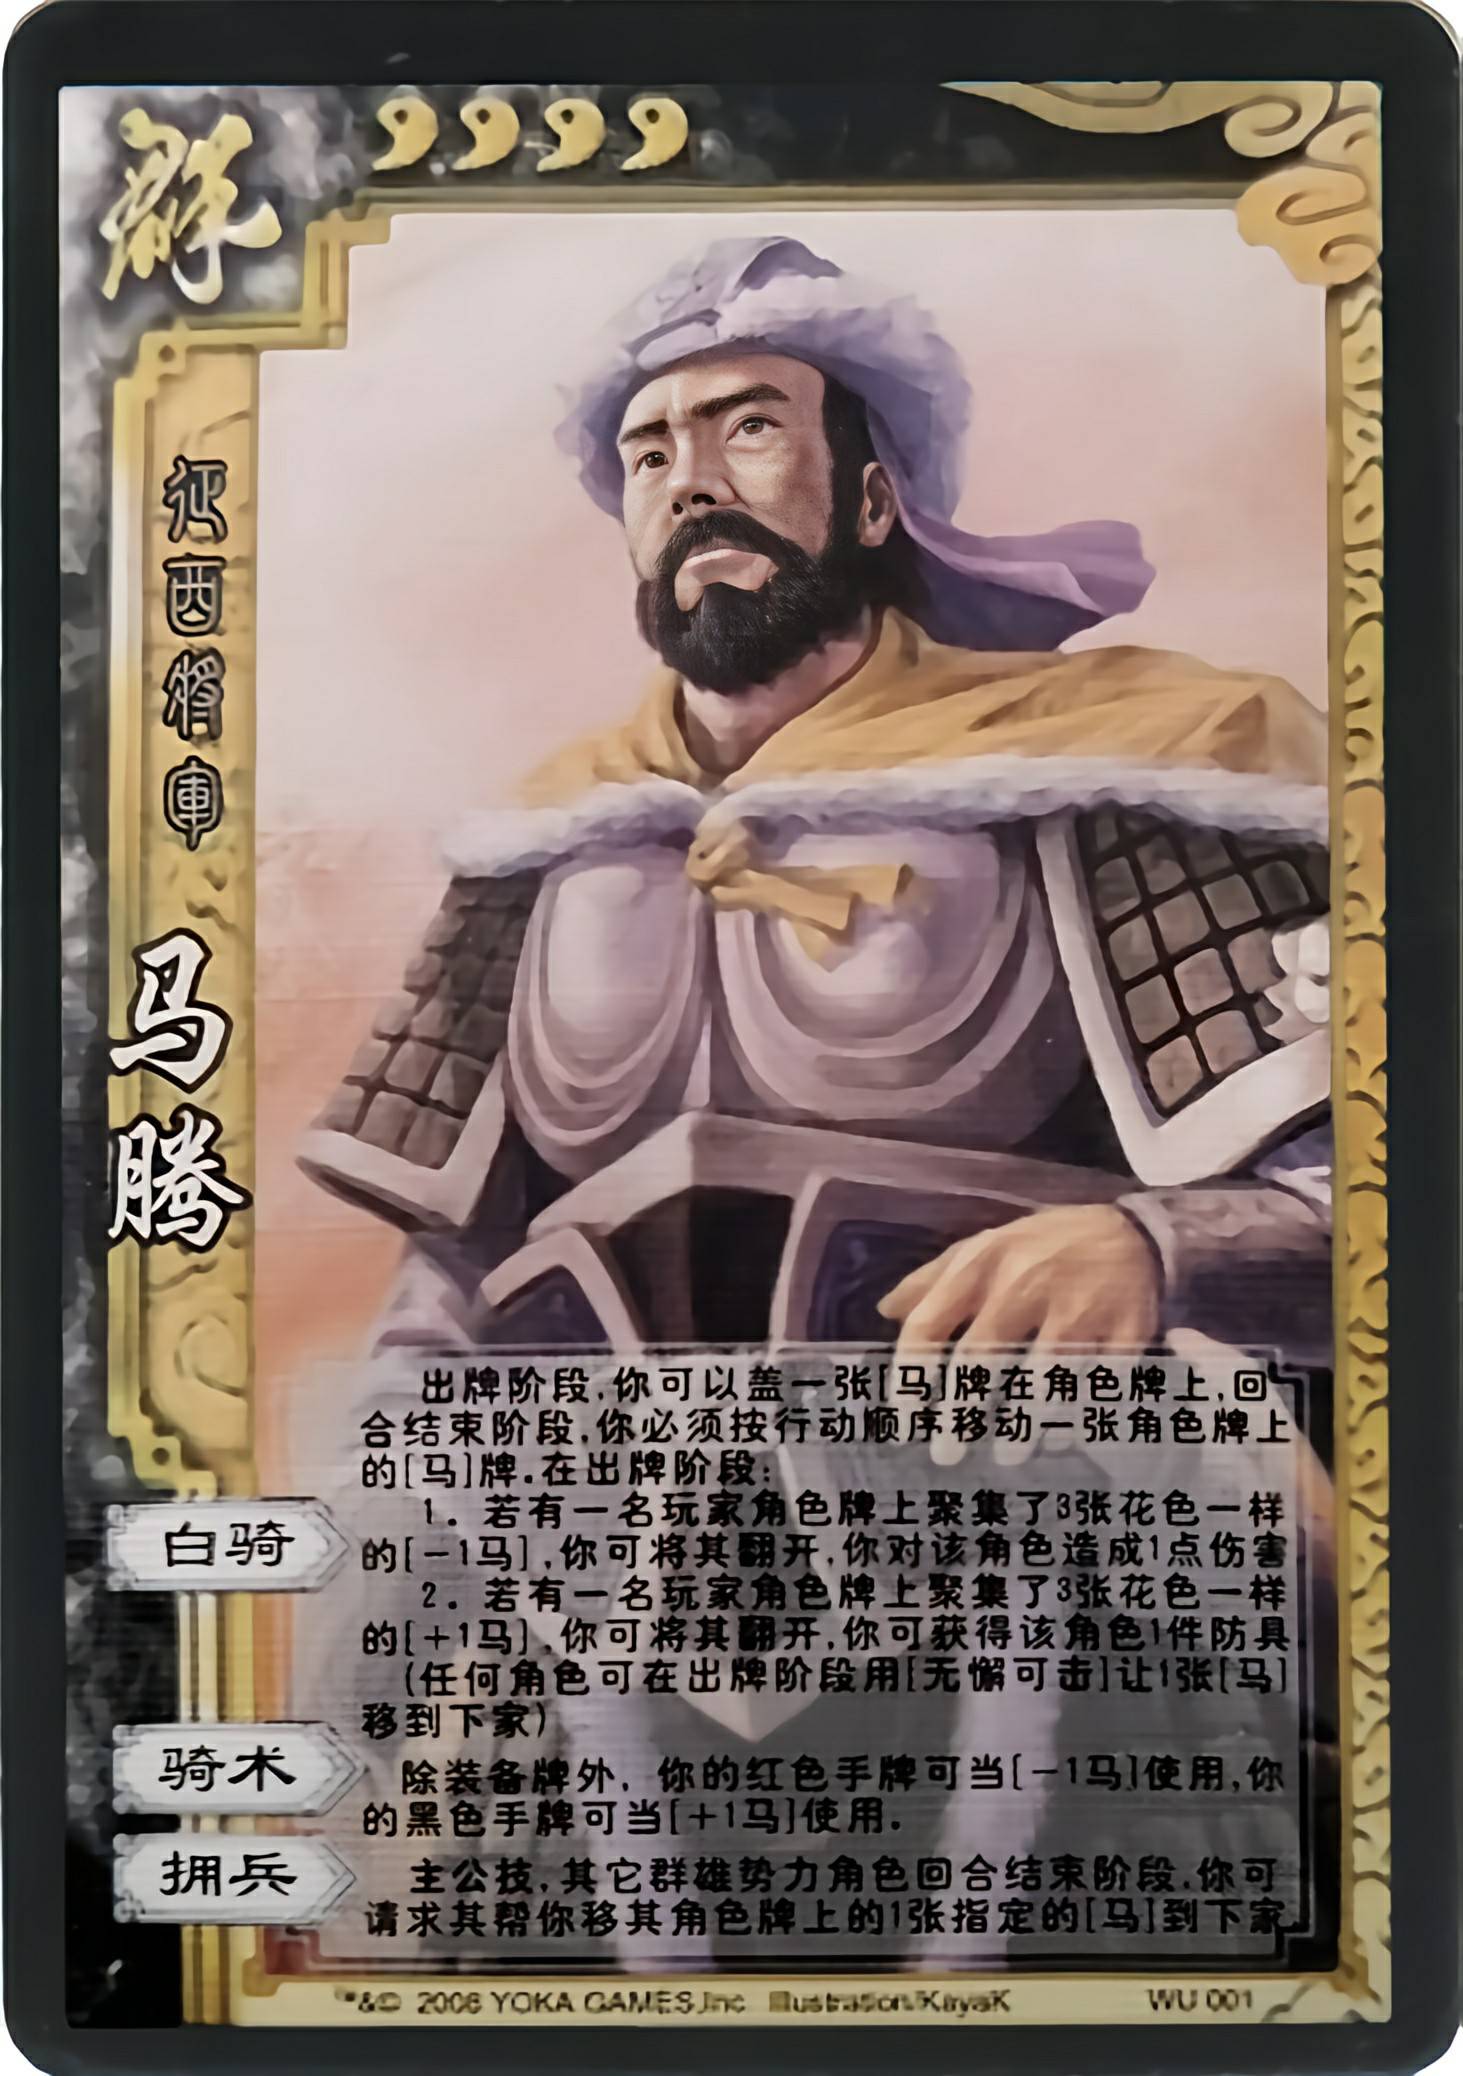 群
征西将軍
马腾
白骑
出牌阶段,你可以盖一张[马]牌在角色牌上,回
合结束阶段,你必须按行动顺序移动一张角色牌上
的[马]牌.在出牌阶段:
1. 若有一名玩家角色牌上聚集了3张花色一样
的[-1马],你可将其翻开,你对该角色造成1点伤害
2. 若有一名玩家角色牌上聚集了3张花色一样
的[+1马],你可将其翻开,你可获得该角色1件防具
(任何角色可在出牌阶段用[无懈可击]让1张[马]
移到下家)
骑术
除装备牌外, 你的红色手牌可当[-1马]使用,你
的黑色手牌可当[+1马]使用.
拥兵
主公技,其它群雄势力角色回合结束阶段,你可
请求其帮你移其角色牌上的1张指定的[马]到下家
™&© 2008 YOKA GAMES,Inc Illustration/KayaK
WU 001